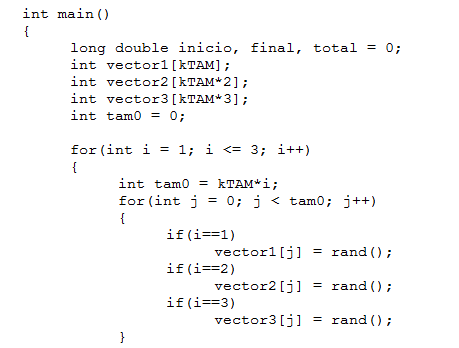 int main()
{
long double inicio, final, total = 0;
int vector1[kTAM];
int vector2[kTAM*2];
int vector3[kTAM*3];
int tam0 = 0;
for(int i = 1; i <= 3; i++)
{
int tam0 = kTAM*i;
for(int j = 0; j < tam0; j++)
{
if(i==1)
vector1[j] = rand();
if(i==2)
vector2[j] = rand();
if(i==3)
vector3[j] = rand();
}